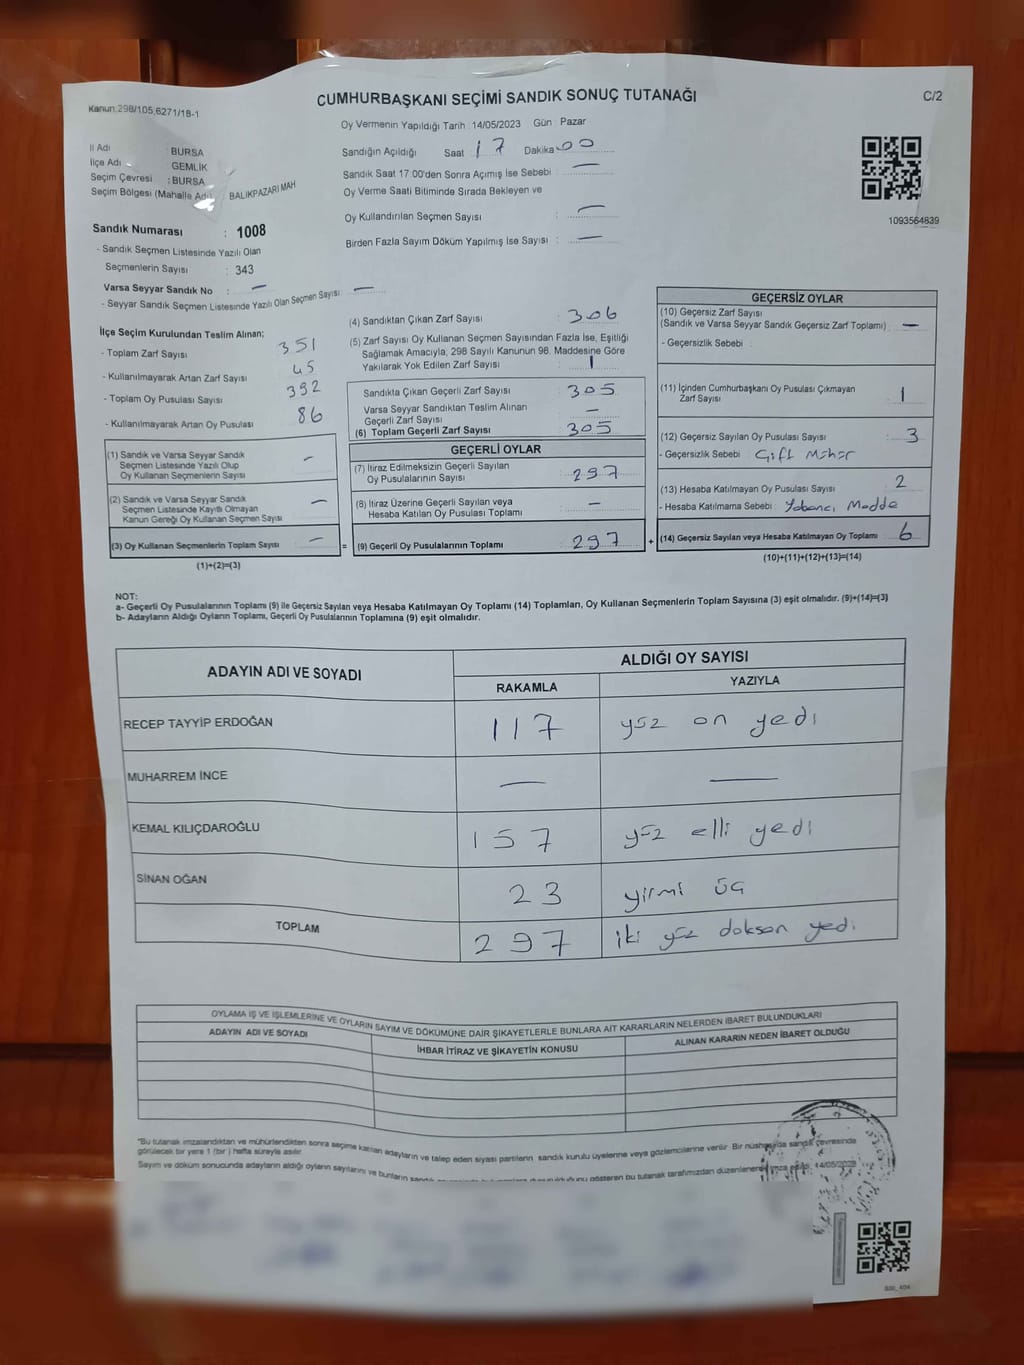 CUMHURBAŞKANI SEÇİMİ SANDIK SONUÇ TUTANAĞI
C/2
Kanun:298/105,6271/18-1
Oy Vermenin Yapıldığı Tarih :14/05/2023 Gün : Pazar
Sandığın Açıldığı Saat 17 Dakika 00
Sandık Saat 17.00'den Sonra Açımış İse Sebebi : —
Oy Verme Saati Bitiminde Sırada Bekleyen ve
Oy Kullandırılan Seçmen Sayısı : —
Birden Fazla Sayım Döküm Yapılmış İse Sayısı : —
İl Adı : BURSA
İlçe Adı : GEMLİK
Seçim Çevresi : BURSA
Seçim Bölgesi (Mahalle Adı) : BALIKPAZARI MAH
1093564839
Sandık Numarası : 1008
- Sandık Seçmen Listesinde Yazılı Olan
Seçmenlerin Sayısı : 343
Varsa Seyyar Sandık No : —
- Seyyar Sandık Seçmen Listesinde Yazılı Olan Seçmen Sayısı: —
İlçe Seçim Kurulundan Teslim Alınan;
- Toplam Zarf Sayısı 351
- Kullanılmayarak Artan Zarf Sayısı 45
- Toplam Oy Pusulası Sayısı 392
- Kullanılmayarak Artan Oy Pusulası 86
(1) Sandık ve Varsa Seyyar Sandık
Seçmen Listesinde Yazılı Olup
Oy Kullanan Seçmenlerin Sayısı —
(2) Sandık ve Varsa Seyyar Sandık
Seçmen Listesinde Kayıtlı Olmayan
Kanun Gereği Oy Kullanan Seçmen Sayısı —
(3) Oy Kullanan Seçmenlerin Toplam Sayısı —
(1)+(2)=(3)
(4) Sandıktan Çıkan Zarf Sayısı : 306
(5) Zarf Sayısı Oy Kullanan Seçmen Sayısından Fazla İse, Eşitliği
Sağlamak Amacıyla, 298 Sayılı Kanunun 98. Maddesine Göre
Yakılarak Yok Edilen Zarf Sayısı : 1
Sandıkta Çıkan Geçerli Zarf Sayısı : 305
Varsa Seyyar Sandıktan Teslim Alınan
Geçerli Zarf Sayısı : —
(6) Toplam Geçerli Zarf Sayısı : 305
GEÇERLİ OYLAR
(7) İtiraz Edilmeksizin Geçerli Sayılan
Oy Pusulalarının Sayısı : 297
(8) İtiraz Üzerine Geçerli Sayılan veya
Hesaba Katılan Oy Pusulası Toplamı : —
= (9) Geçerli Oy Pusulalarının Toplamı 297
GEÇERSİZ OYLAR
(10) Geçersiz Zarf Sayısı
(Sandık ve Varsa Seyyar Sandık Geçersiz Zarf Toplamı) : —
- Geçersizlik Sebebi :
(11) İçinden Cumhurbaşkanı Oy Pusulası Çıkmayan
Zarf Sayısı : 1
(12) Geçersiz Sayılan Oy Pusulası Sayısı : 3
- Geçersizlik Sebebi : Çift Mühür
(13) Hesaba Katılmayan Oy Pusulası Sayısı : 2
- Hesaba Katılmama Sebebi : Yabancı Madde
+ (14) Geçersiz Sayılan veya Hesaba Katılmayan Oy Toplamı : 6
(10)+(11)+(12)+(13)=(14)
NOT:
a- Geçerli Oy Pusulalarının Toplamı (9) ile Geçersiz Sayılan veya Hesaba Katılmayan Oy Toplamı (14) Toplamları, Oy Kullanan Seçmenlerin Toplam Sayısına (3) eşit olmalıdır. (9)+(14)=(3)
b- Adayların Aldığı Oyların Toplamı, Geçerli Oy Pusulalarının Toplamına (9) eşit olmalıdır.
ADAYIN ADI VE SOYADI ALDIĞI OY SAYISI
RAKAMLA YAZIYLA
RECEP TAYYİP ERDOĞAN 117 yüz on yedi
MUHARREM İNCE — —
KEMAL KILIÇDAROĞLU 157 yüz elli yedi
SİNAN OĞAN 23 yirmi üç
TOPLAM 297 iki yüz doksan yedi
OYLAMA İŞ VE İŞLEMLERİNE VE OYLARIN SAYIM VE DÖKÜMÜNE DAİR ŞİKAYETLERLE BUNLARA AİT KARARLARIN NELERDEN İBARET BULUNDUKLARI
ADAYIN ADI VE SOYADI İHBAR İTİRAZ VE ŞİKAYETİN KONUSU ALINAN KARARIN NEDEN İBARET OLDUĞU
"Bu tutanak imzalandıktan ve mühürlendikten sonra seçime katılan adayların ve talep eden siyasi partilerin sandık kurulu üyelerine veya gözlemcilerine verilir. Bir nüshası da sandık çevresinde
görülecek bir yere 1 (bir) hafta süreyle asılır.
Sayım ve döküm sonucunda adayların aldığı oyların sayılarını ve bunların gösteren bu tutanak tarafımızdan düzenlenerek imza edildi. 14/05/2023